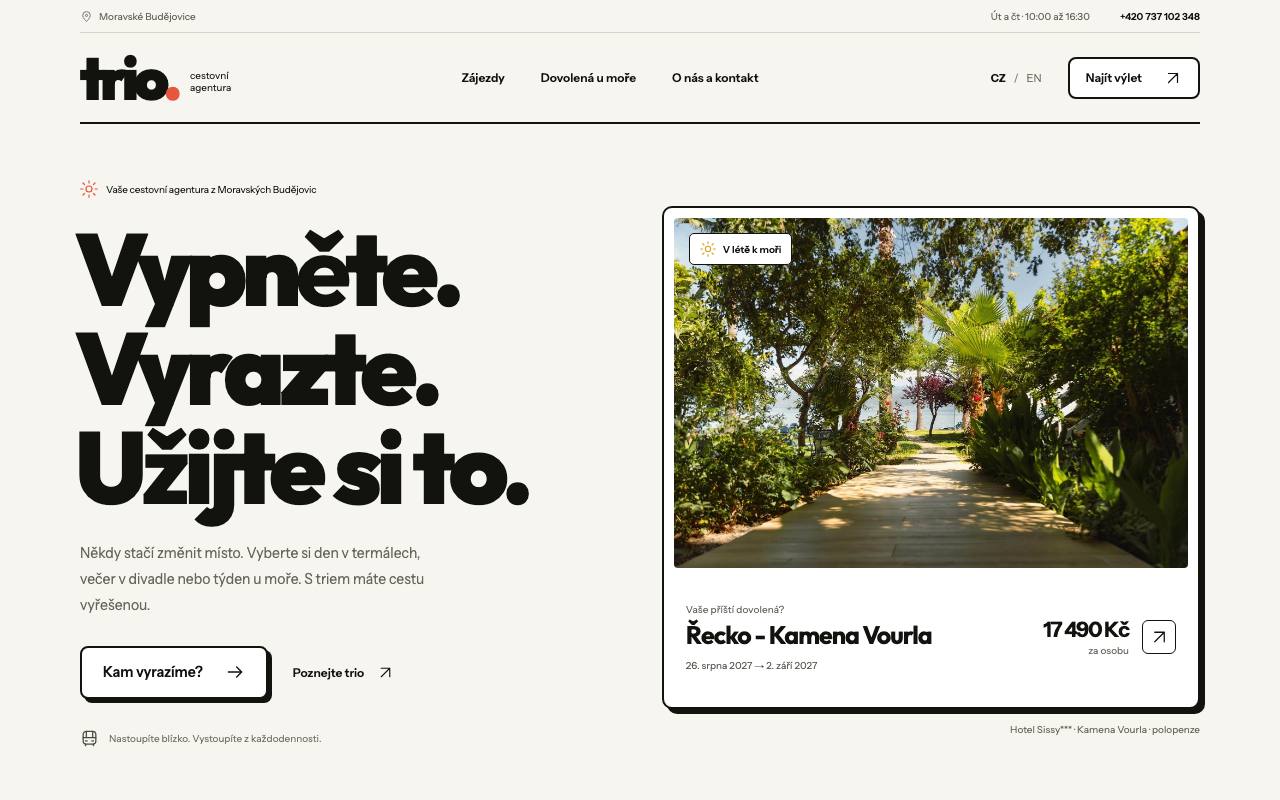 Moravské Budějovice
Út a čt · 10:00 až 16:30
+420 737 102 348
trio.
cestovní
agentura
Zájezdy
Dovolená u moře
O nás a kontakt
CZ / EN
Najít výlet
Vaše cestovní agentura z Moravských Budějovic
Vypněte.
Vyrazte.
Užijte si to.
Někdy stačí změnit místo. Vyberte si den v termálech,
večer v divadle nebo týden u moře. S triem máte cestu
vyřešenou.
Kam vyrazíme?
Poznejte trio
Nastoupíte blízko. Vystoupíte z každodennosti.
V létě k moři
Vaše příští dovolená?
Řecko - Kamena Vourla
26. srpna 2027 → 2. září 2027
17 490 Kč
za osobu
Hotel Sissy*** · Kamena Vourla · polopenze